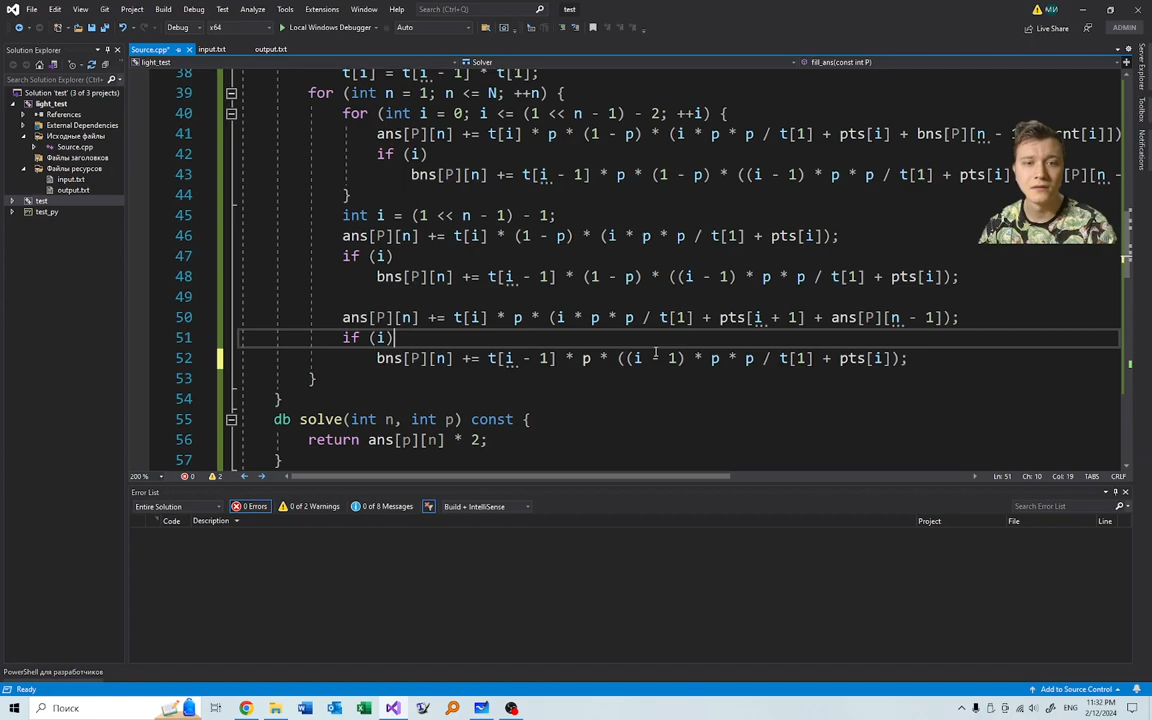 File Edit View Git Project Build Debug Test Analyze Tools Extensions Window Help Search (Ctrl+Q) test МИ
Debug x64 Local Windows Debugger Auto Live Share ADMIN
Solution Explorer
Search Solution Explorer (Ctrl+
Solution 'test' (3 of 3 projects)
light_test
References
External Dependencies
Исходные файлы
Source.cpp
Файлы заголовков
Файлы ресурсов
input.txt
output.txt
test
test_py
Source.cpp* input.txt output.txt
light_test Solver fill_ans(const int P)
38 t[i] = t[i - 1] * t[1];
39 for (int n = 1; n <= N; ++n) {
40 for (int i = 0; i <= (1 << n - 1) - 2; ++i) {
41 ans[P][n] += t[i] * p * (1 - p) * (i * p * p / t[1] + pts[i] + bns[P][n - nt[i])
42 if (i)
43 bns[P][n] += t[i - 1] * p * (1 - p) * ((i - 1) * p * p / t[1] + pts[i] P][n -
44 }
45 int i = (1 << n - 1) - 1;
46 ans[P][n] += t[i] * (1 - p) * (i * p * p / t[1] + pts[i]);
47 if (i)
48 bns[P][n] += t[i - 1] * (1 - p) * ((i - 1) * p * p / t[1] + pts[i]);
49
50 ans[P][n] += t[i] * p * (i * p * p / t[1] + pts[i + 1] + ans[P][n - 1]);
51 if (i)
52 bns[P][n] += t[i - 1] * p * ((i - 1) * p * p / t[1] + pts[i]);
53 }
54 }
55 db solve(int n, int p) const {
56 return ans[p][n] * 2;
57 }
200 % 0 2 Ln: 51 Ch: 10 Col: 19 TABS CRLF
Error List
Entire Solution 0 Errors 0 of 2 Warnings 0 of 8 Messages Build + IntelliSense Search Error List
Code Description Project File Line
Server Explorer
Toolbox
Notifications
PowerShell для разработчиков
Ready Add to Source Control
Поиск ENG 11:32 PM
2/12/2024